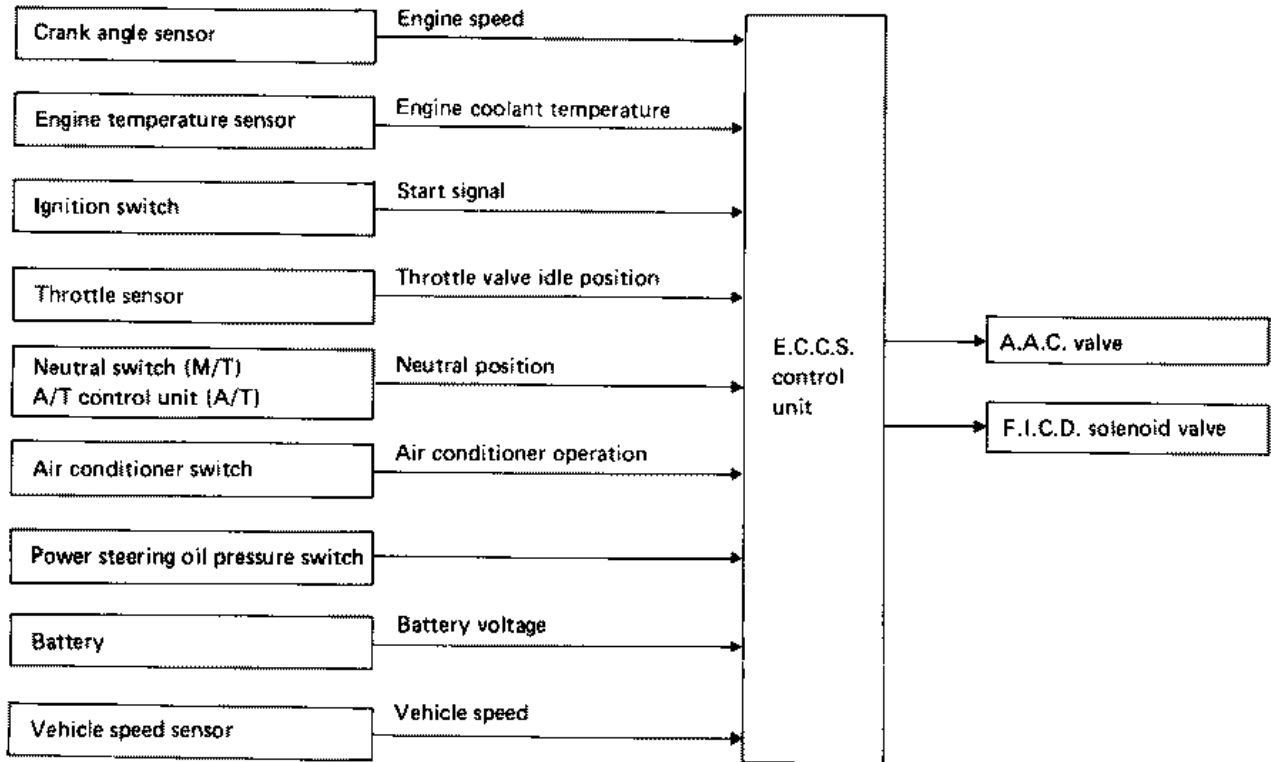 Crank angle sensor
Engine speed
Engine temperature sensor
Engine coolant temperature
Ignition switch
Start signal
Throttle sensor
Throttle valve idle position
Neutral switch (M/T)
A/T control unit (A/T)
Neutral position
Air conditioner switch
Air conditioner operation
Power steering oil pressure switch
Battery
Battery voltage
Vehicle speed sensor
Vehicle speed
E.C.C.S.
control
unit
A.A.C. valve
F.I.C.D. solenoid valve